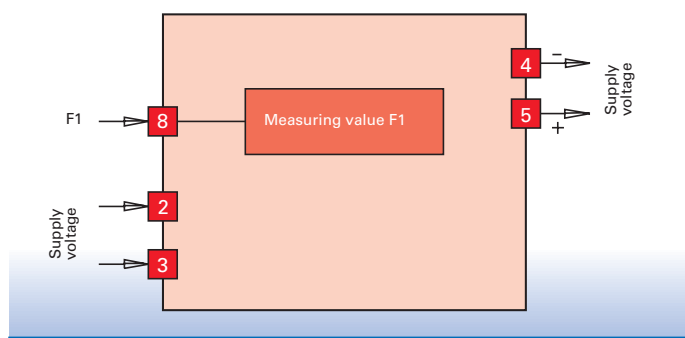 4
−
Supply
voltage
5
+
F1
8
Measuring value F1
2
Supply
voltage
3